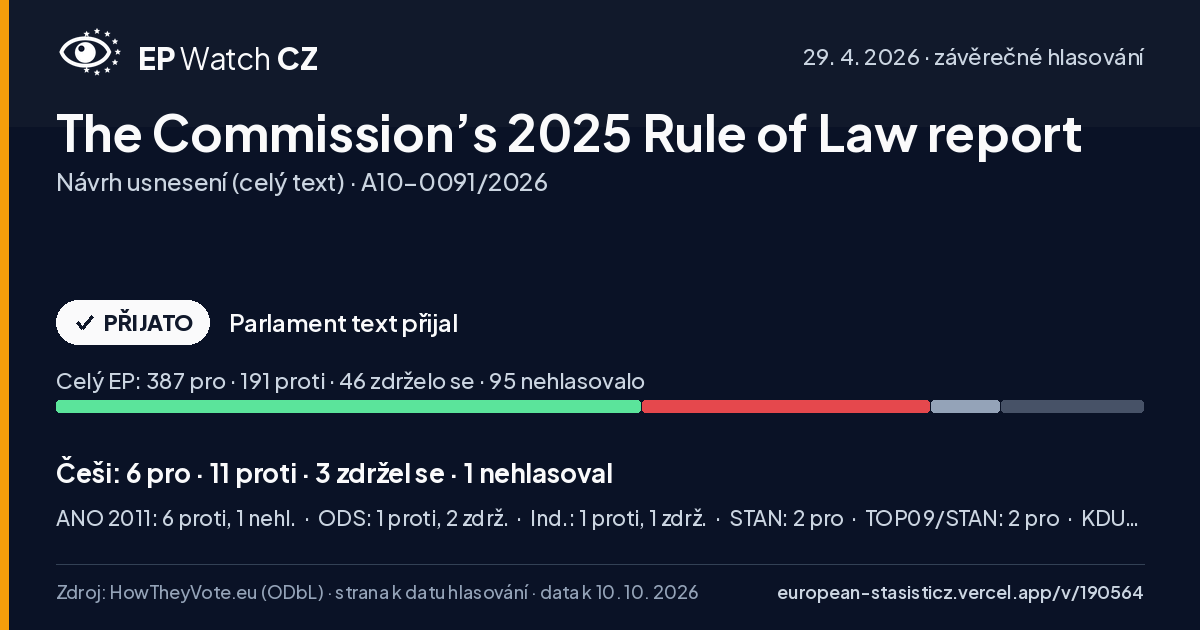 EP Watch CZ
29. 4. 2026 · závěrečné hlasování
The Commission’s 2025 Rule of Law report
Návrh usnesení (celý text) · A10–0091/2026
✓ PŘIJATO
Parlament text přijal
Celý EP: 387 pro · 191 proti · 46 zdrželo se · 95 nehlasovalo
Češi: 6 pro · 11 proti · 3 zdržel se · 1 nehlasoval
ANO 2011: 6 proti, 1 nehl. · ODS: 1 proti, 2 zdrž. · Ind.: 1 proti, 1 zdrž. · STAN: 2 pro · TOP09/STAN: 2 pro · KDU…
Zdroj: HowTheyVote.eu (ODbL) · strana k datu hlasování · data k 10. 10. 2026
european-stasisticz.vercel.app/v/190564